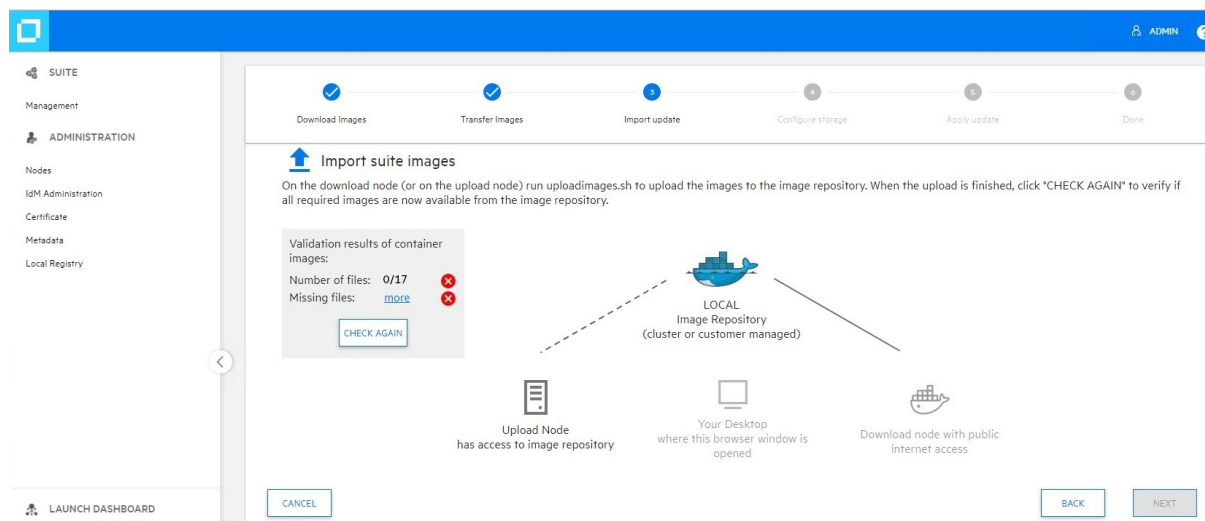 ADMIN
?
SUITE
Management
ADMINISTRATION
Nodes
IdM Administration
Certificate
Metadata
Local Registry
LAUNCH DASHBOARD
3
4
5
6
Download Images
Transfer Images
Import update
Configure storage
Apply update
Done
Import suite images
On the download node (or on the upload node) run uploadimages.sh to upload the images to the image repository. When the upload is finished, click "CHECK AGAIN" to verify if
all required images are now available from the image repository.
Validation results of container
images:
Number of files: 0/17
Missing files: more
CHECK AGAIN
LOCAL
Image Repository
(cluster or customer managed)
Upload Node
has access to image repository
Your Desktop
where this browser window is
opened
Download node with public
internet access
CANCEL
BACK
NEXT